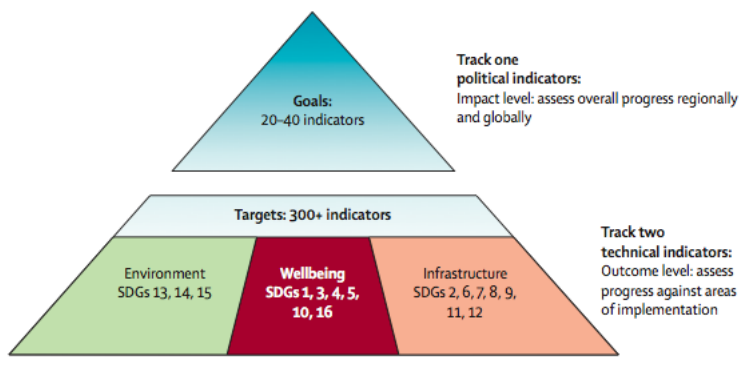 Track one
political indicators:
Impact level: assess overall progress regionally
and globally
Goals:
20–40 indicators
Targets: 300+ indicators
Track two
technical indicators:
Outcome level: assess
progress against areas
of implementation
Environment
SDGs 13, 14, 15
Wellbeing
SDGs 1, 3, 4, 5,
10, 16
Infrastructure
SDGs 2, 6, 7, 8, 9,
11, 12